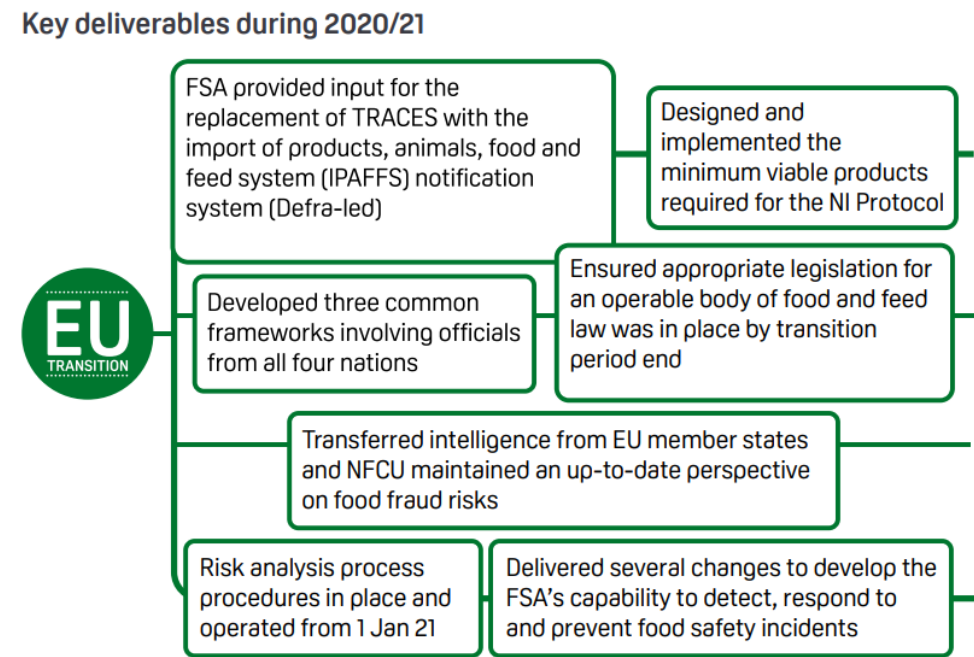 Key deliverables during 2020/21
FSA provided input for the
replacement of TRACES with the
import of products, animals, food and
feed system (IPAFFS) notification
system (Defra-led)
Designed and
implemented the
minimum viable products
required for the NI Protocol
EU
TRANSITION
Developed three common
frameworks involving officials
from all four nations
Ensured appropriate legislation for
an operable body of food and feed
law was in place by transition
period end
Transferred intelligence from EU member states
and NFCU maintained an up-to-date perspective
on food fraud risks
Risk analysis process
procedures in place and
operated from 1 Jan 21
Delivered several changes to develop the
FSA's capability to detect, respond to
and prevent food safety incidents